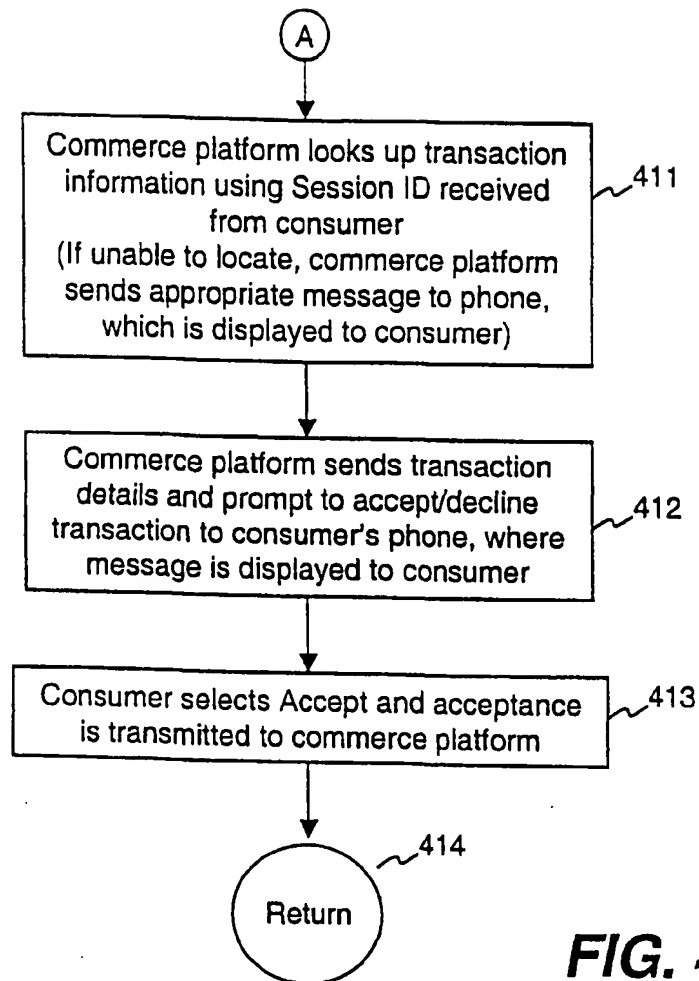 A
Commerce platform looks up transaction
information using Session ID received
from consumer
(If unable to locate, commerce platform
sends appropriate message to phone,
which is displayed to consumer)
411
Commerce platform sends transaction
details and prompt to accept/decline
transaction to consumer's phone, where
message is displayed to consumer
412
Consumer selects Accept and acceptance
is transmitted to commerce platform
413
414
Return
FIG.